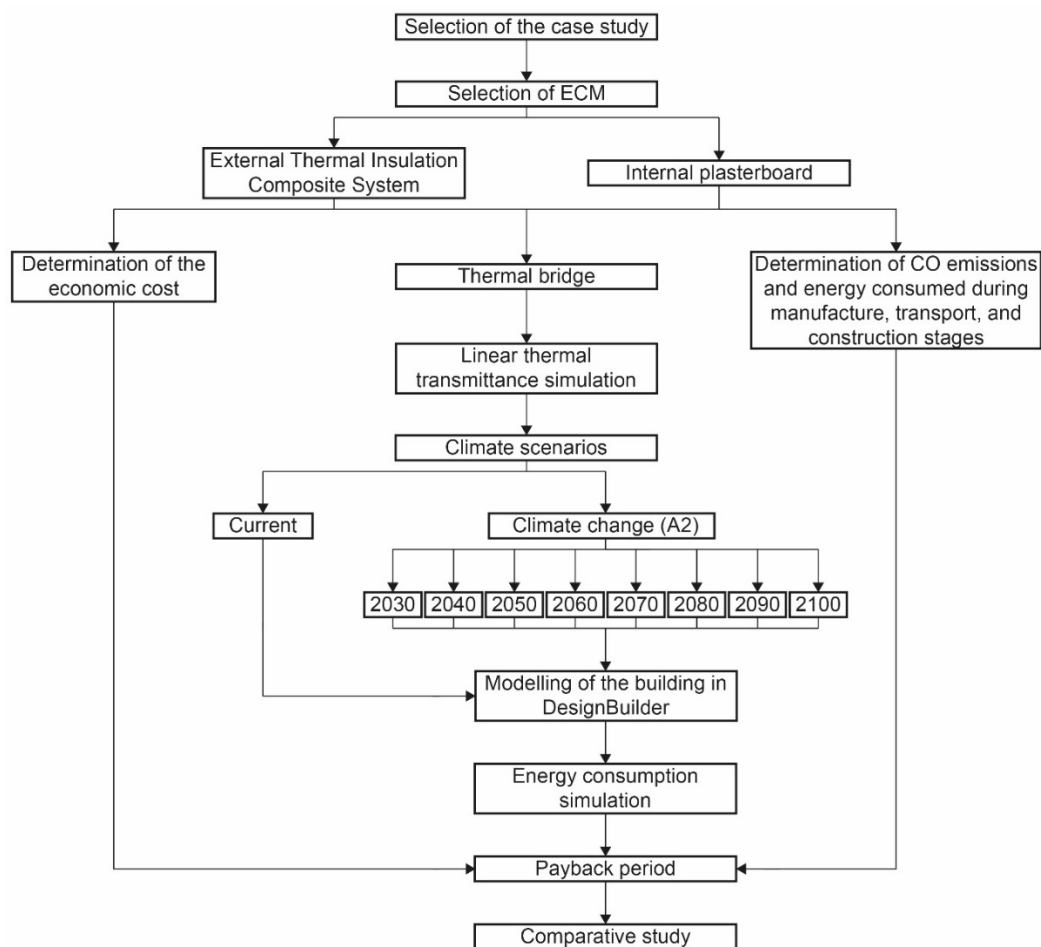 Selection of the case study
Selection of ECM
External Thermal Insulation
Composite System
Internal plasterboard
Determination of the
economic cost
Thermal bridge
Determination of CO emissions
and energy consumed during
manufacture, transport, and
construction stages
Linear thermal
transmittance simulation
Climate scenarios
Current
Climate change (A2)
2030
2040
2050
2060
2070
2080
2090
2100
Modelling of the building in
DesignBuilder
Energy consumption
simulation
Payback period
Comparative study